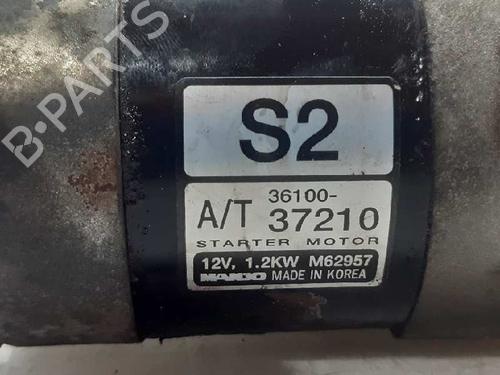 B-PARTS
S2
A/T 36100-
37210
STARTER MOTOR
12V, 1.2KW M62957
MANDO MADE IN KOREA